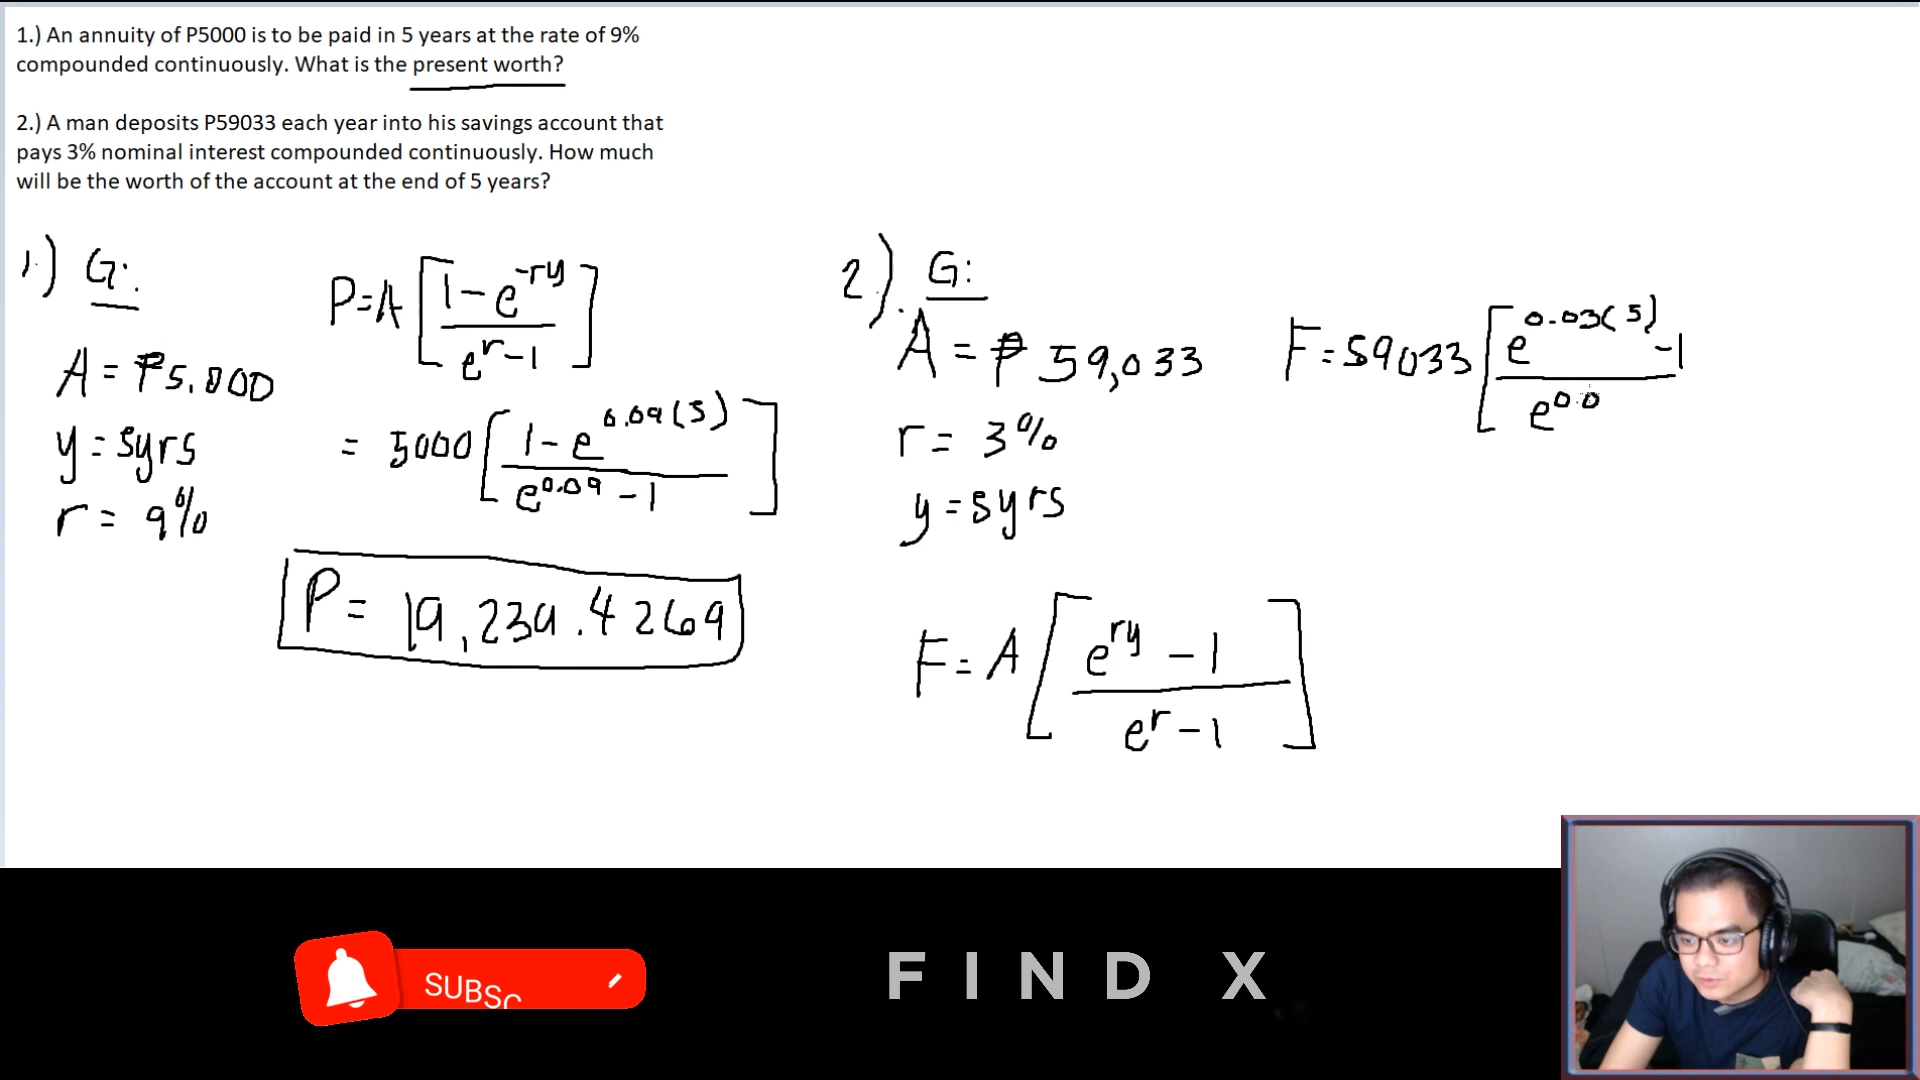 1.) An annuity of P5000 is to be paid in 5 years at the rate of 9%
compounded continuously. What is the present worth?
2.) A man deposits P59033 each year into his savings account that
pays 3% nominal interest compounded continuously. How much
will be the worth of the account at the end of 5 years?
1.) G:
A = ₱5,000
y = 5yrs
r = 9%
P=A[(1-e^-ry)/(e^r-1)]
= 5000[(1-e^0.09(5))/(e^0.09-1)]
P= 19,239.4269
2). G:
A = ₱59,033
r = 3%
y = 5yrs
F=A[(e^ry-1)/(e^r-1)]
F=59033[(e^0.03(5)-1)/(e^0.0
SUBSC
FIND X